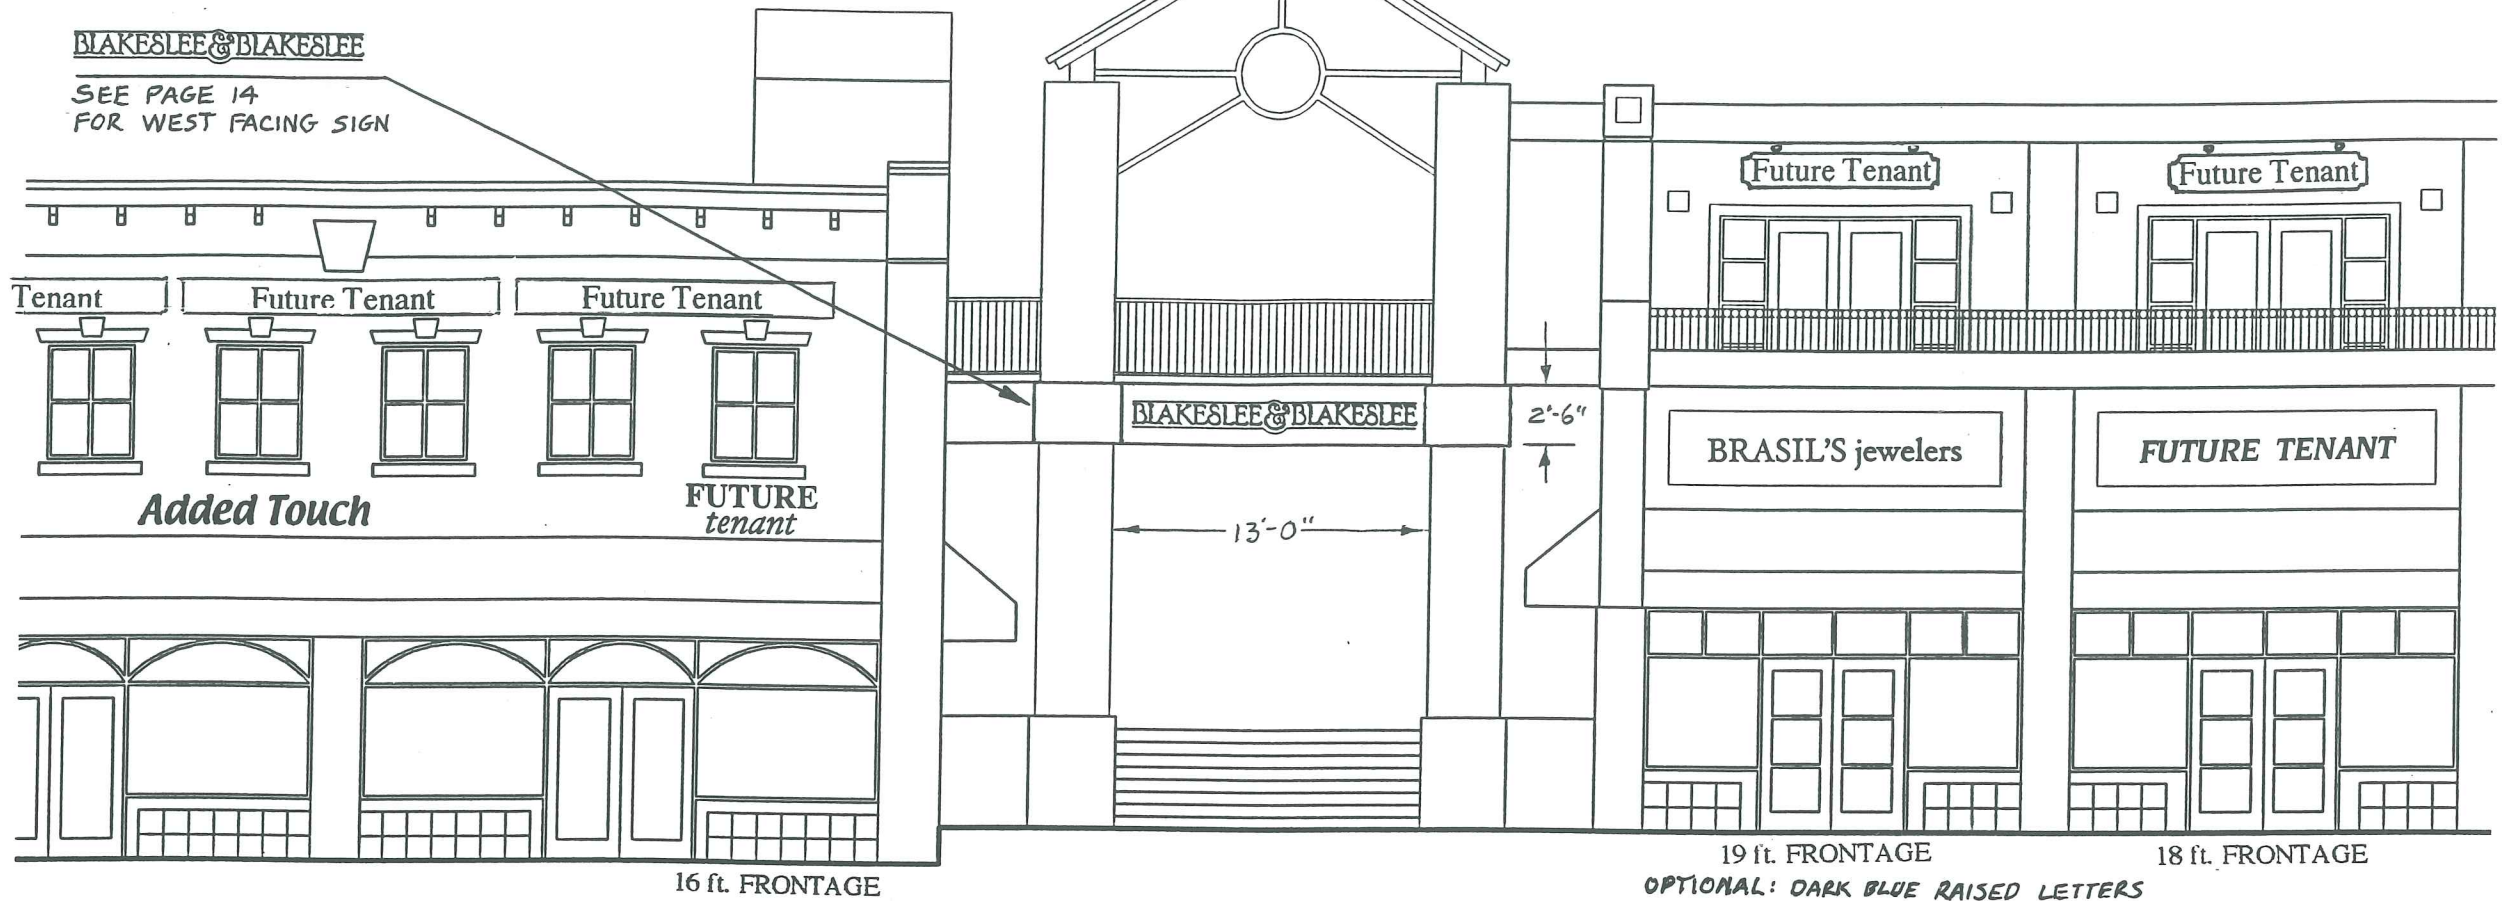 BLAKESLEE & BLAKESLEE
SEE PAGE 14
FOR WEST FACING SIGN
Future Tenant
Future Tenant
Tenant
Future Tenant
Future Tenant
BLAKESLEE & BLAKESLEE
2'-6"
BRASIL'S jewelers
FUTURE TENANT
Added Touch
FUTURE
tenant
13'-0"
19 ft. FRONTAGE
18 ft. FRONTAGE
16 ft. FRONTAGE
OPTIONAL: DARK BLUE RAISED LETTERS